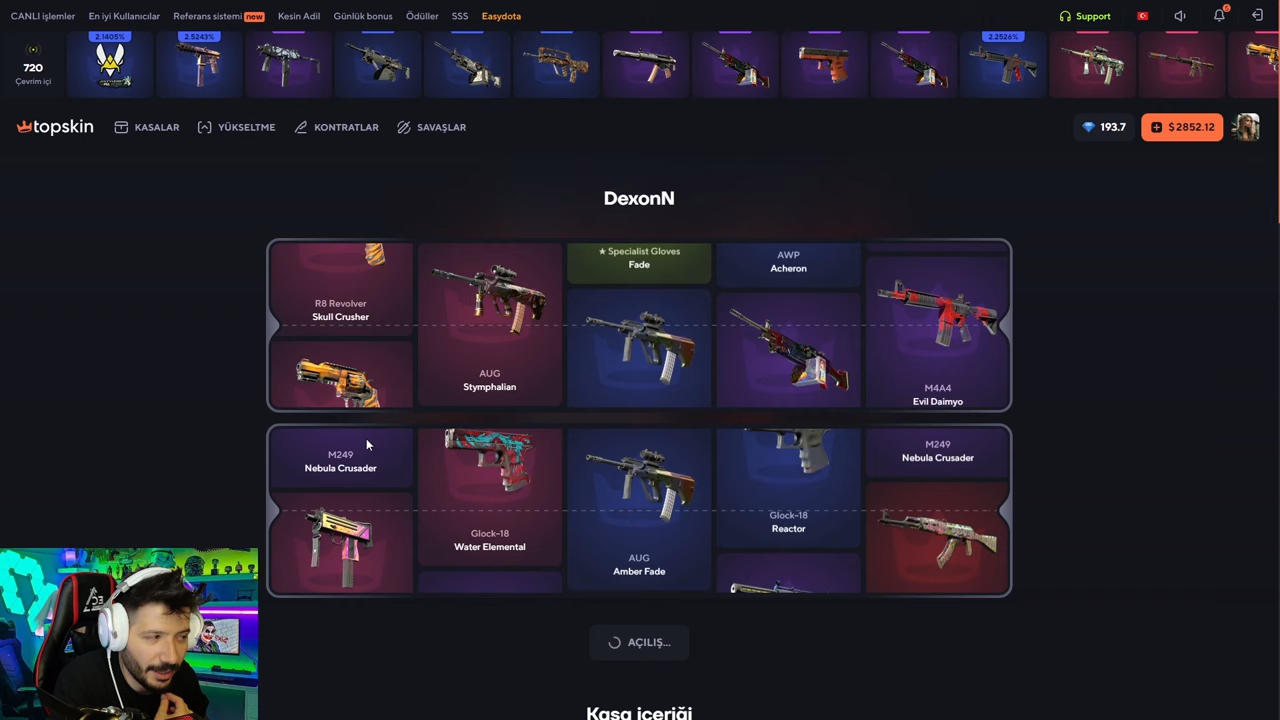 CANLI işlemler En iyi Kullanıcılar Referans sistemi new Kesin Adil Günlük bonus Ödüller SSS Easydota Support
2.1405% 2.5243% 2.2526%
720
Çevrim içi
topskin KASALAR YÜKSELTME KONTRATLAR SAVAŞLAR 193.7 $2852.12
DexonN
R8 Revolver
Skull Crusher
AUG
Stymphalian
★ Specialist Gloves
Fade
AWP
Acheron
M4A4
Evil Daimyo
M249
Nebula Crusader
Glock-18
Water Elemental
AUG
Amber Fade
Glock-18
Reactor
M249
Nebula Crusader
AÇILIŞ...
Kasa içeriği